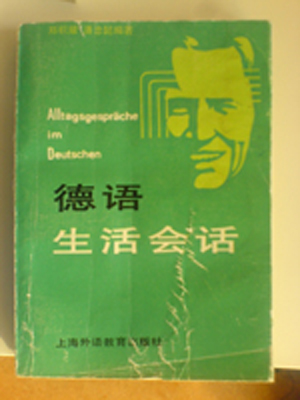 Alltagsgespräche
im
Deutschen
德语
生活会话
上海外语教育出版社